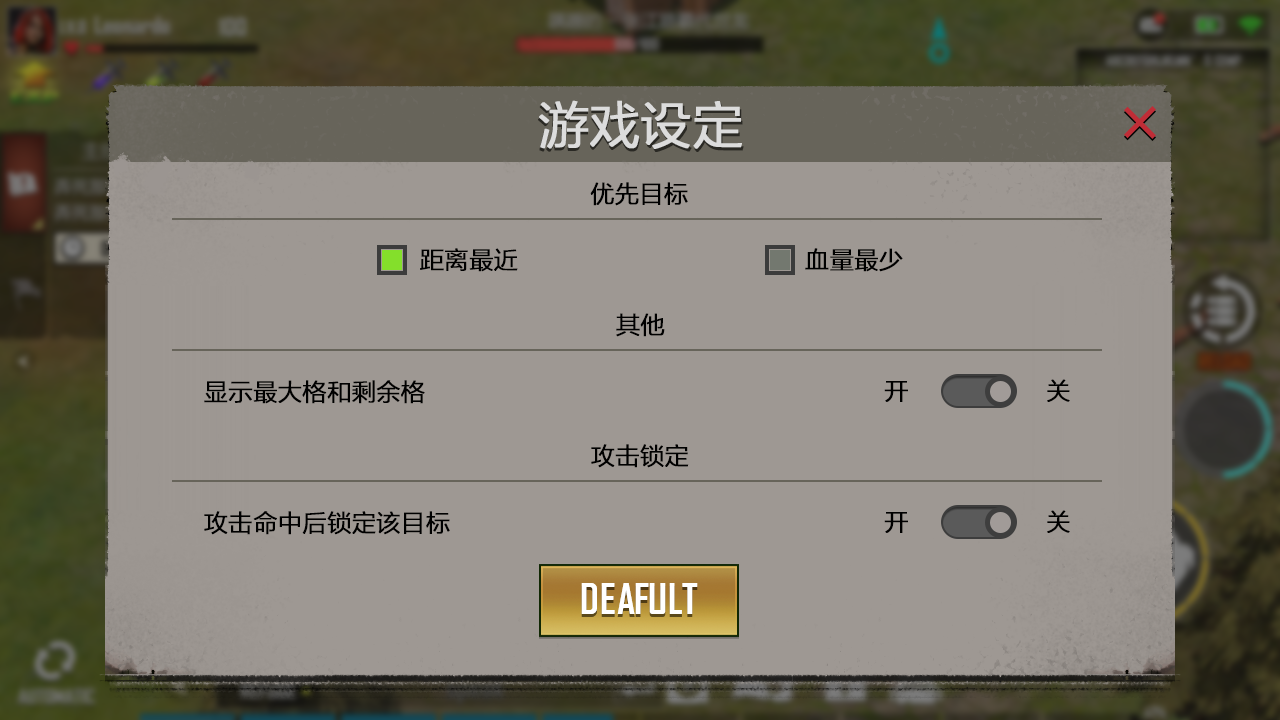 游戏设定
优先目标
距离最近
血量最少
其他
显示最大格和剩余格
开
关
攻击锁定
攻击命中后锁定该目标
开
关
DEAFULT